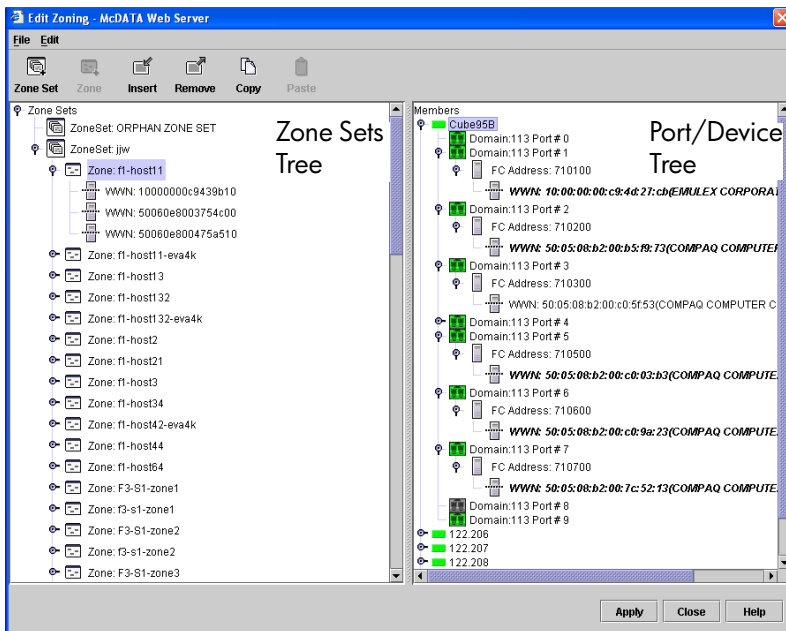 Edit Zoning - McDATA Web Server
File Edit
Zone Set Zone Insert Remove Copy Paste
Zone Sets
ZoneSet: ORPHAN ZONE SET
ZoneSet: jjw
Zone: f1-host11
WWN: 10000000c9439b10
WWN: 50060e8003754c00
WWN: 50060e800475a510
Zone: f1-host11-eva4k
Zone: f1-host13
Zone: f1-host132
Zone: f1-host132-eva4k
Zone: f1-host2
Zone: f1-host21
Zone: f1-host3
Zone: f1-host34
Zone: f1-host42-eva4k
Zone: f1-host44
Zone: f1-host64
Zone: F3-S1-zone1
Zone: f3-s1-zone1
Zone: F3-S1-zone2
Zone: f3-s1-zone2
Zone: F3-S1-zone3
Zone Sets
Tree
Members
Cube95B
Domain:113 Port # 0
Domain:113 Port # 1
FC Address: 710100
WWN: 10:00:00:00:c9:4d:27:cb(EMULEX CORPORA
Domain:113 Port # 2
FC Address: 710200
WWN: 50:05:08:b2:00:b5:f9:73(COMPAQ COMPUTER
Domain:113 Port # 3
FC Address: 710300
WWN: 50:05:08:b2:00:c0:5f:53(COMPAQ COMPUTER C
Domain:113 Port # 4
Domain:113 Port # 5
FC Address: 710500
WWN: 50:05:08:b2:00:c0:03:b3(COMPAQ COMPUTE
Domain:113 Port # 6
FC Address: 710600
WWN: 50:05:08:b2:00:c0:9a:23(COMPAQ COMPUTE
Domain:113 Port # 7
FC Address: 710700
WWN: 50:05:08:b2:00:7c:52:13(COMPAQ COMPUTE
Domain:113 Port # 8
Domain:113 Port # 9
122.206
122.207
122.208
Port/Device
Tree
Apply Close Help